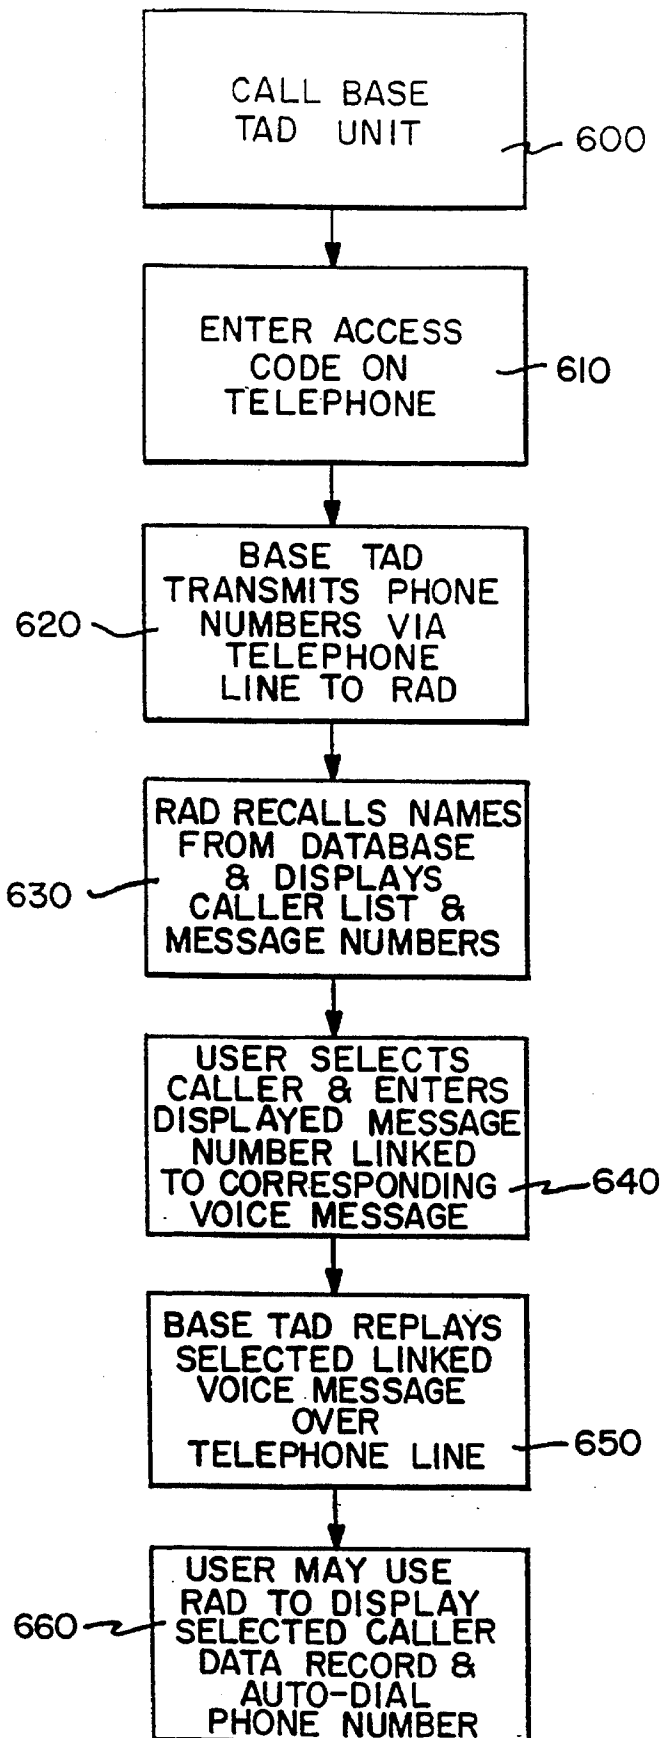 CALL BASE
TAD UNIT
600
ENTER ACCESS
CODE ON
TELEPHONE
610
BASE TAD
TRANSMITS PHONE
NUMBERS VIA
TELEPHONE
LINE TO RAD
620
RAD RECALLS NAMES
FROM DATABASE
& DISPLAYS
CALLER LIST &
MESSAGE NUMBERS
630
USER SELECTS
CALLER & ENTERS
DISPLAYED MESSAGE
NUMBER LINKED
TO CORRESPONDING
VOICE MESSAGE
640
BASE TAD REPLAYS
SELECTED LINKED
VOICE MESSAGE
OVER
TELEPHONE LINE
650
USER MAY USE
RAD TO DISPLAY
SELECTED CALLER
DATA RECORD &
AUTO-DIAL
PHONE NUMBER
660